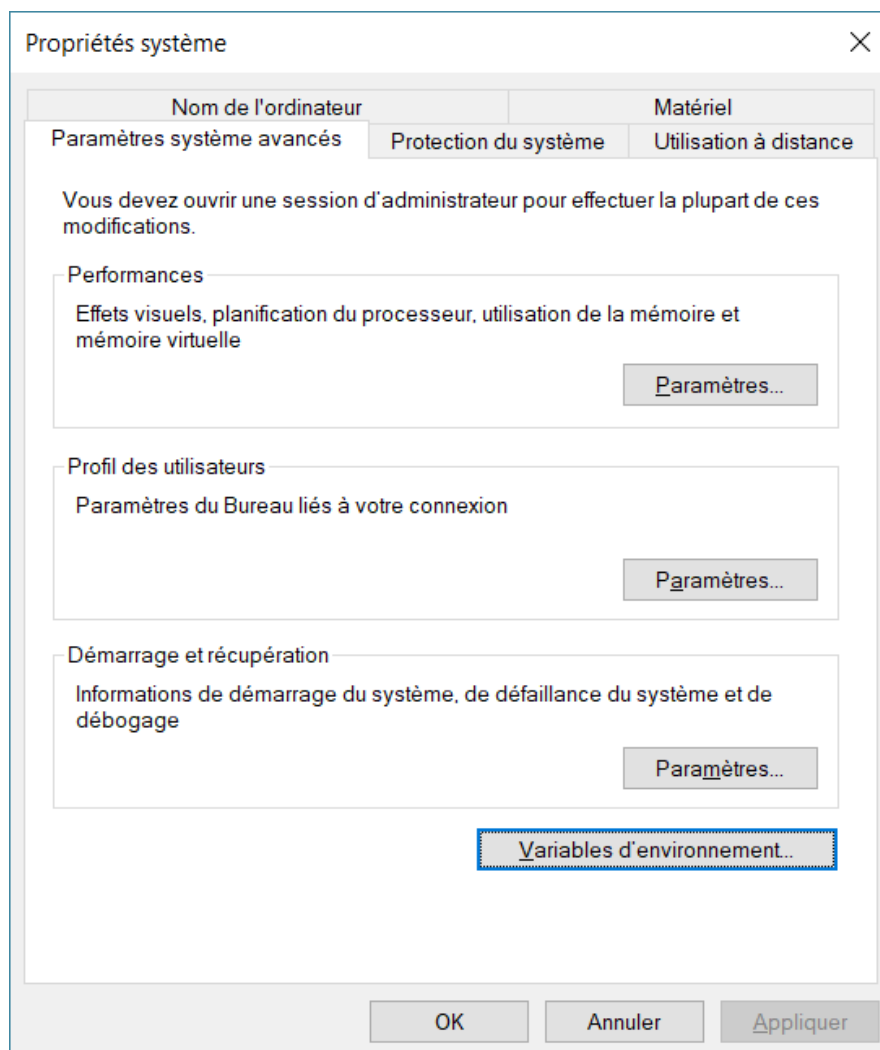 Propriétés système
Nom de l'ordinateur
Matériel
Paramètres système avancés
Protection du système
Utilisation à distance
Vous devez ouvrir une session d'administrateur pour effectuer la plupart de ces
modifications.
Performances
Effets visuels, planification du processeur, utilisation de la mémoire et
mémoire virtuelle
Paramètres...
Profil des utilisateurs
Paramètres du Bureau liés à votre connexion
Paramètres...
Démarrage et récupération
Informations de démarrage du système, de défaillance du système et de
débogage
Paramètres...
Variables d'environnement...
OK
Annuler
Appliquer